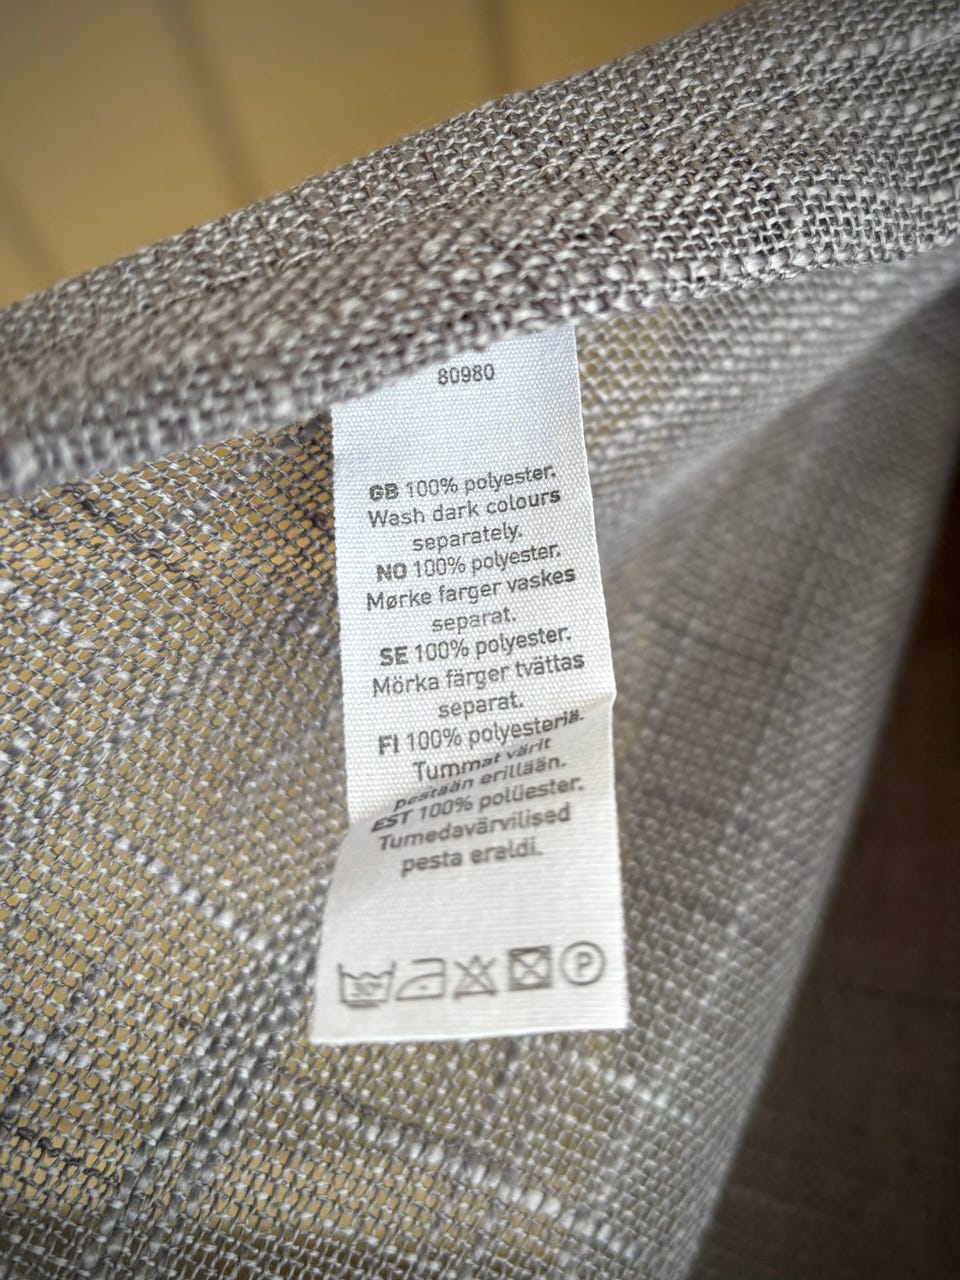 80980
GB 100% polyester.
Wash dark colours
separately.
NO 100% polyester.
Mørke farger vaskes
separat.
SE 100% polyester.
Mörka färger tvättas
separat.
FI 100% polyesteriä.
Tummat värit
pestään erillään.
EST 100% polüester.
Tumedavärvilised
pesta eraldi.
30° P